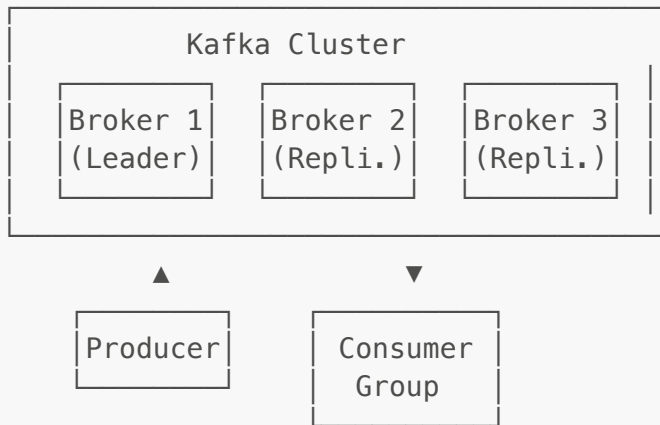 Kafka Cluster
Broker 1 Broker 2 Broker 3
(Leader) (Repli.) (Repli.)
Producer Consumer
Group